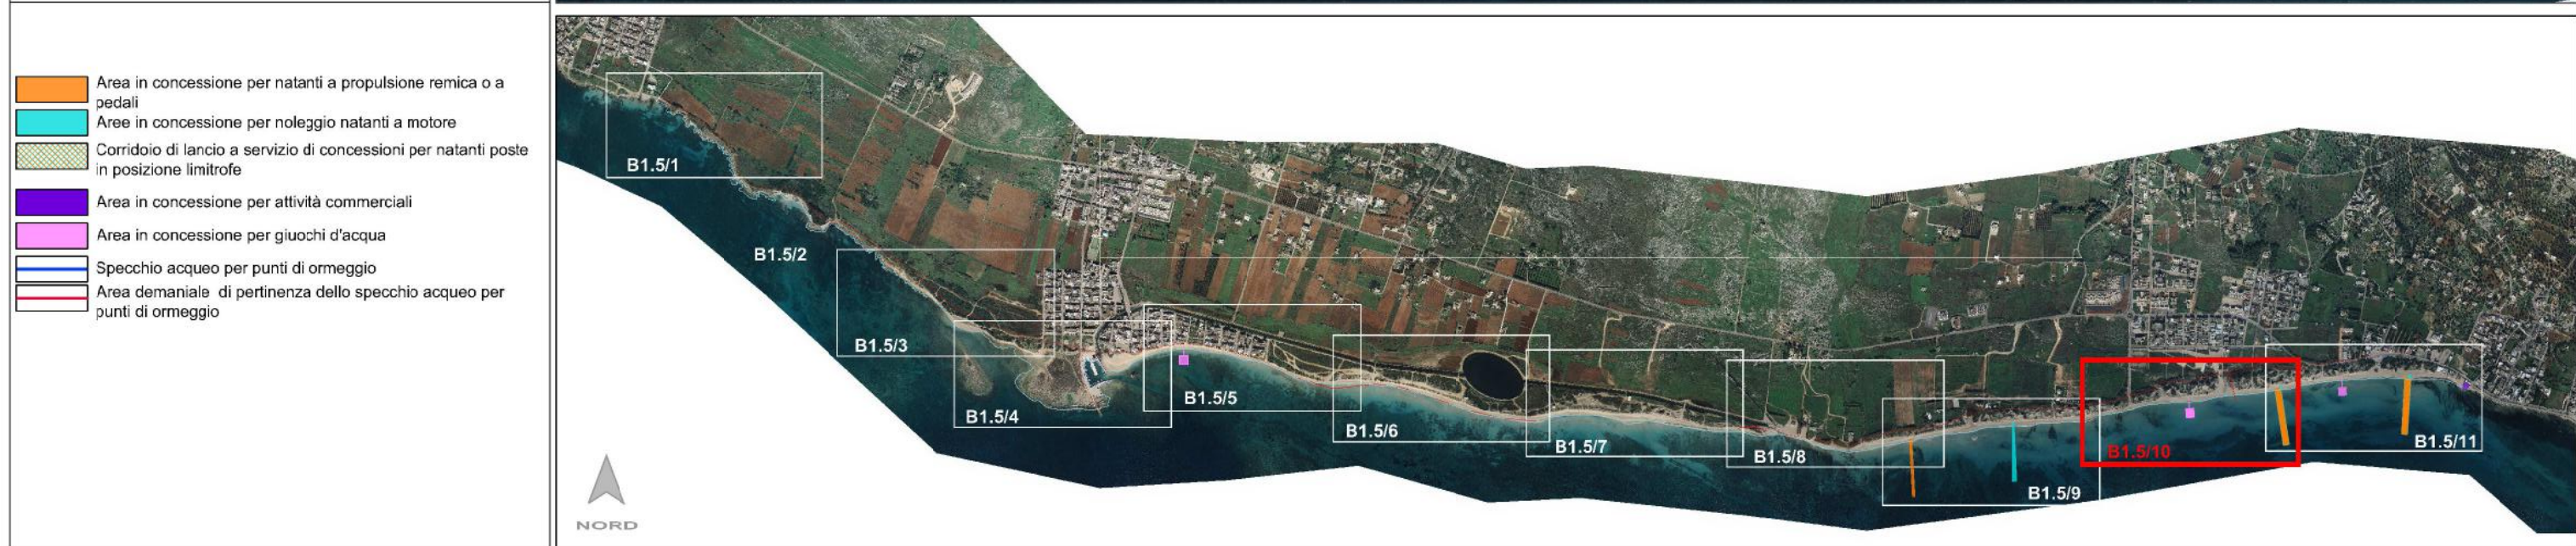 Area in concessione per natanti a propulsione remica o a
pedali
Aree in concessione per noleggio natanti a motore
Corridoio di lancio a servizio di concessioni per natanti poste
in posizione limitrofe
Area in concessione per attività commerciali
Area in concessione per giuochi d'acqua
Specchio acqueo per punti di ormeggio
Area demaniale di pertinenza dello specchio acqueo per
punti di ormeggio
B1.5/1
B1.5/2
B1.5/3
B1.5/4
B1.5/5
B1.5/6
B1.5/7
B1.5/8
B1.5/9
B1.5/10
B1.5/11
NORD